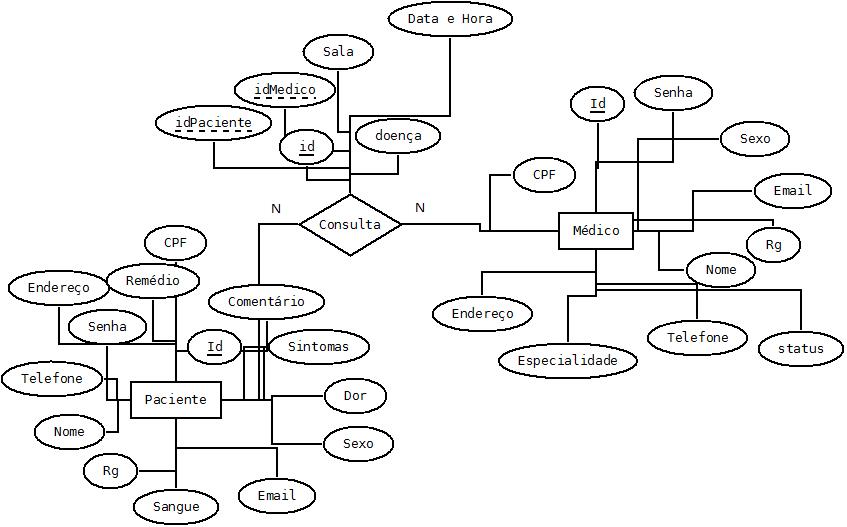 Data e Hora
Sala
idMedico
idPaciente
id
doença
Id
Senha
Sexo
CPF
Email
N
Consulta
N
Médico
Rg
Nome
CPF
Endereço
Remédio
Comentário
Endereço
Senha
Id
Sintomas
Telefone
Especialidade
status
Telefone
Paciente
Dor
Nome
Sexo
Rg
Sangue
Email